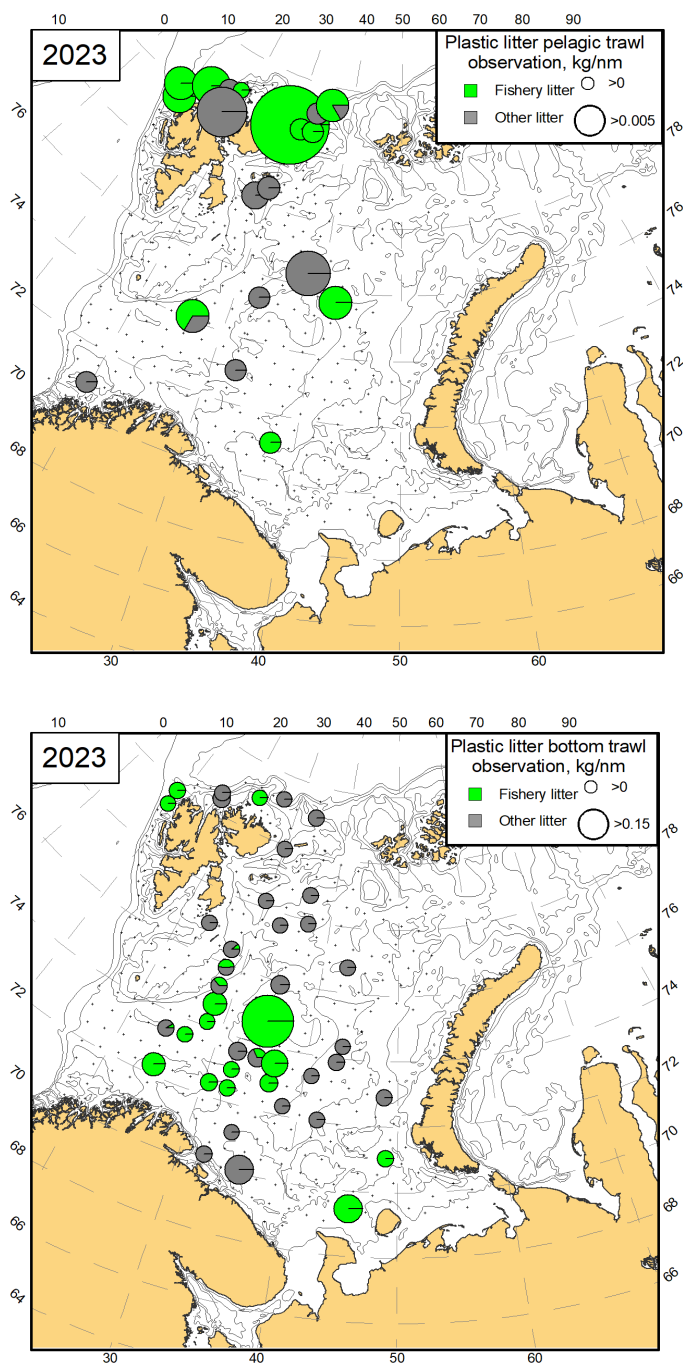 10 0 10 20 30 40 50 60 70 80 90
2023
Plastic litter pelagic trawl
observation, kg/nm
Fishery litter >0
Other litter >0.005
76
78
74
76
72
74
70
72
68
70
66
68
64
66
30 40 50 60
10 0 10 20 30 40 50 60 70 80 90
2023
Plastic litter bottom trawl
observation, kg/nm
Fishery litter >0
Other litter >0.15
76
78
74
76
72
74
70
72
68
70
66
68
64
66
30 40 50 60